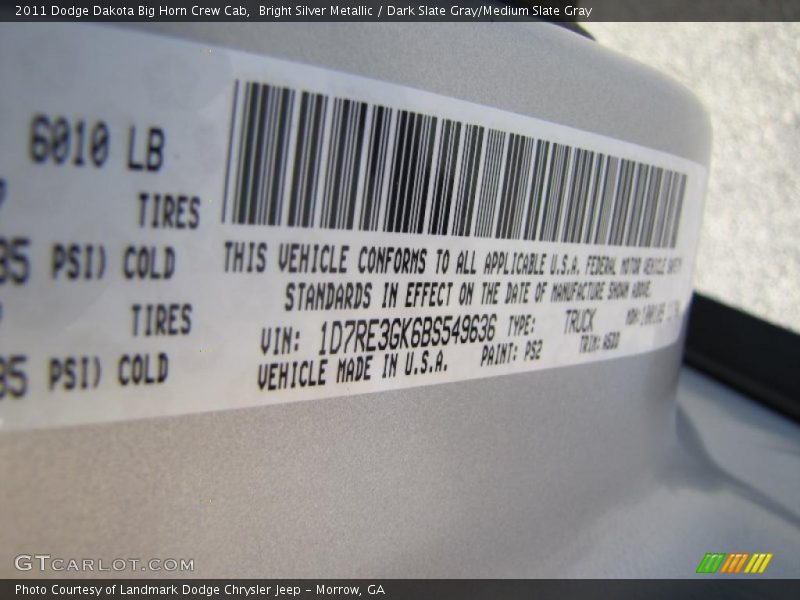 2011 Dodge Dakota Big Horn Crew Cab,  Bright Silver Metallic / Dark Slate Gray/Medium Slate Gray
6010 LB
TIRES
PSI) COLD
TIRES
PSI) COLD
THIS VEHICLE CONFORMS TO ALL APPLICABLE U.S.A. FEDERAL MOTOR VEHICLE SAFETY
STANDARDS IN EFFECT ON THE DATE OF MANUFACTURE SHOWN ABOVE.
VIN: 1D7RE3GK6BS549636 TYPE: TRUCK
VEHICLE MADE IN U.S.A. PAINT: PS2 TRIM:
GTCARLOT.COM
Photo Courtesy of Landmark Dodge Chrysler Jeep – Morrow, GA